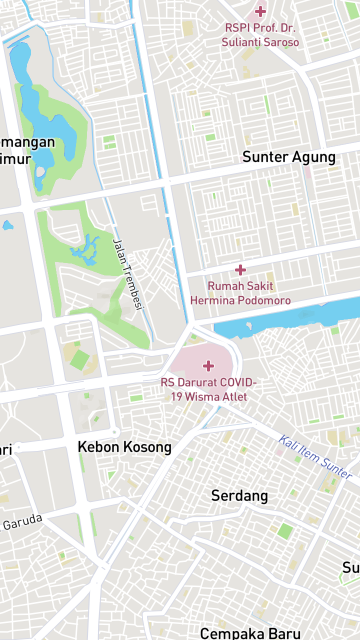 RSPI Prof. Dr.
Sulianti Saroso
emangan
imur
Sunter Agung
Jalan Trembesi
Rumah Sakit
Hermina Podomoro
RS Darurat COVID-
19 Wisma Atlet
Kebon Kosong
ari
Kali Item Sunter
Serdang
Garuda
Su
Cempaka Baru